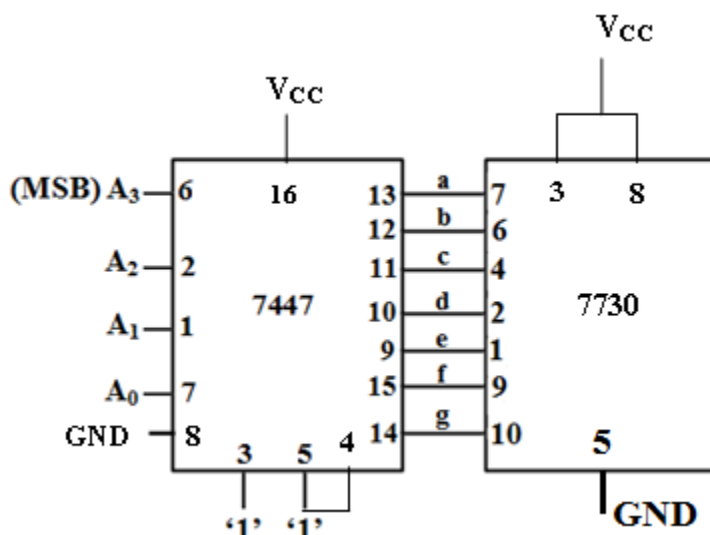 VCC
VCC
(MSB) A3 6 16 13 a 7 3 8
12 b 6
A2 2 11 c 4
7447 10 d 2 7730
A1 1 9 e 1
A0 7 15 f 9
GND 8 14 g 10
3 5 4 5
‘1’ ‘1’ GND